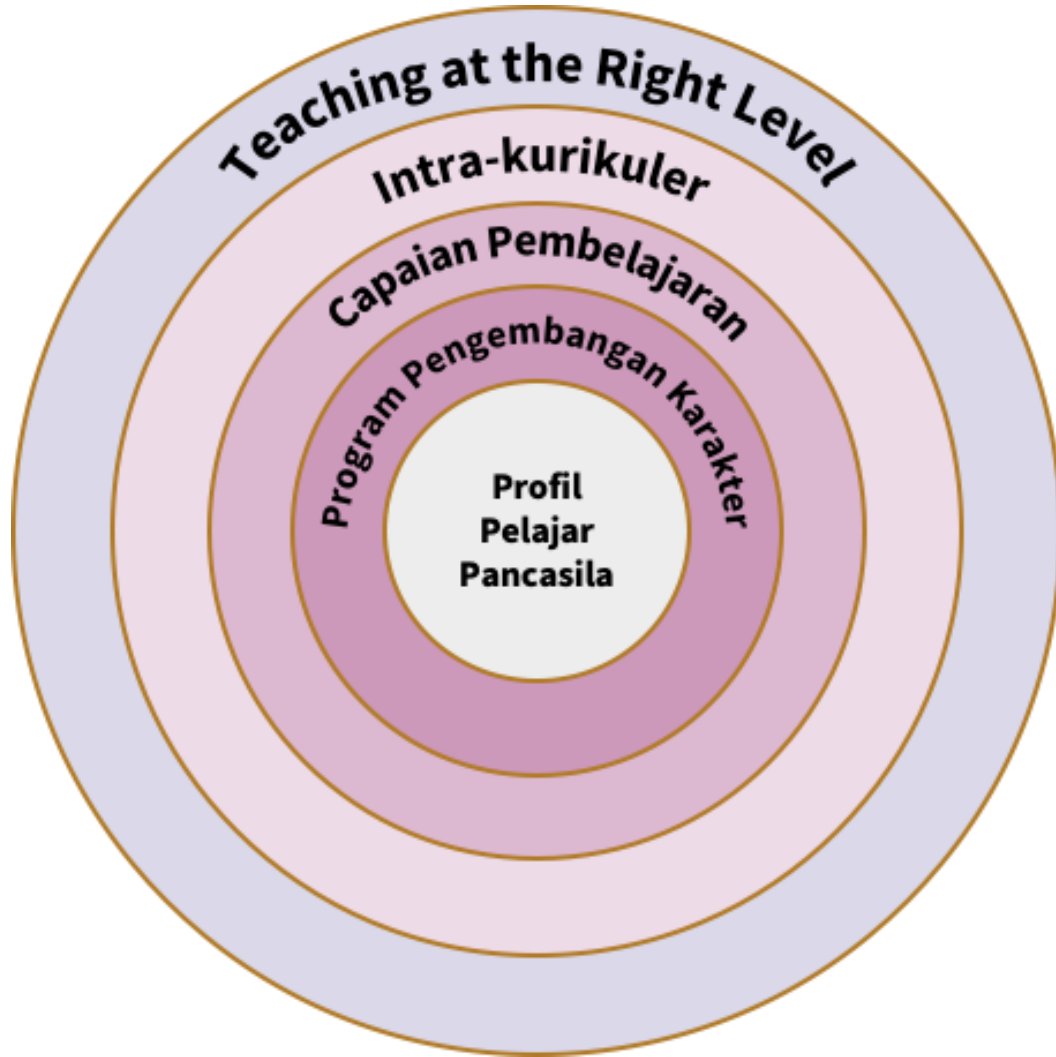 Teaching at the Right Level
Intra-kurikuler
Capaian Pembelajaran
Program Pengembangan Karakter
Profil
Pelajar
Pancasila